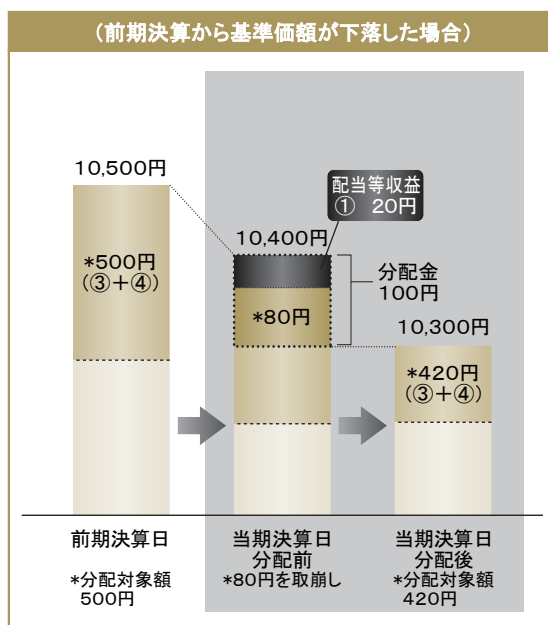 （前期決算から基準価額が下落した場合）
10,500円
*500円
（③＋④）
配当等収益
① 20円
10,400円
*80円
分配金
100円
10,300円
*420円
（③＋④）
前期決算日
*分配対象額
500円
当期決算日
分配前
*80円を取崩し
当期決算日
分配後
*分配対象額
420円